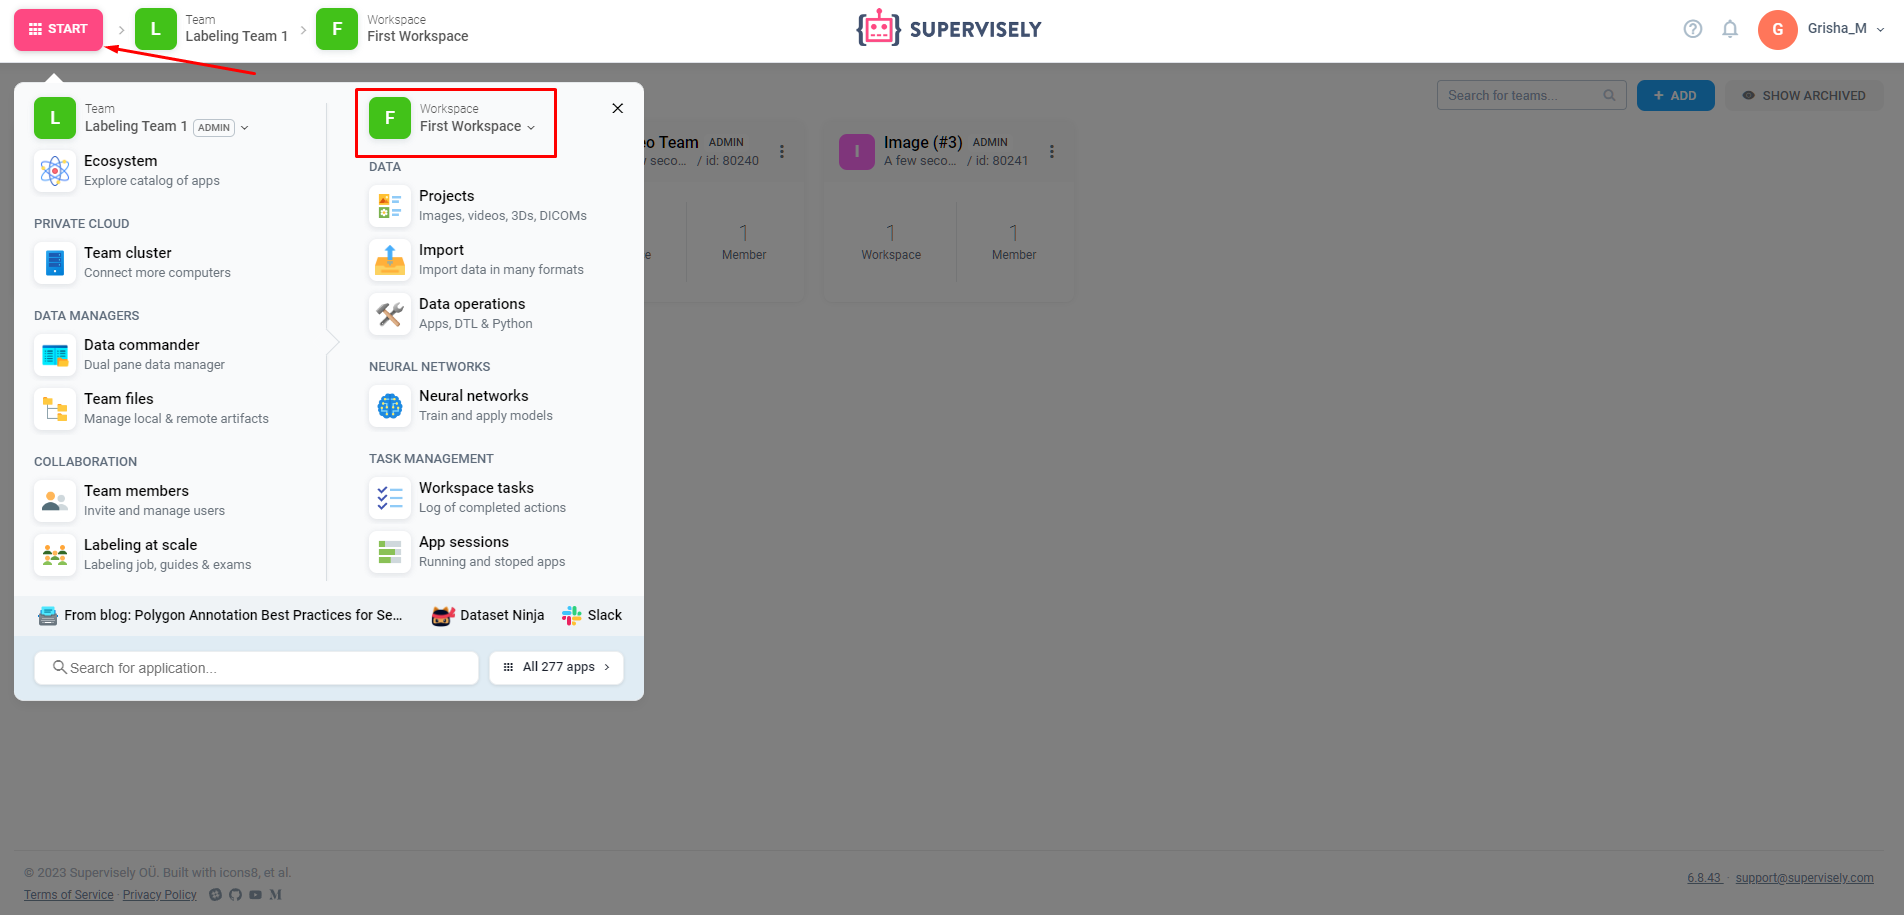 START
L
Team
Labeling Team 1
F
Workspace
First Workspace
SUPERVISELY
G
Grisha_M
L
Team
Labeling Team 1 ADMIN
Ecosystem
Explore catalog of apps
PRIVATE CLOUD
Team cluster
Connect more computers
DATA MANAGERS
Data commander
Dual pane data manager
Team files
Manage local & remote artifacts
COLLABORATION
Team members
Invite and manage users
Labeling at scale
Labeling job, guides & exams
F
Workspace
First Workspace
DATA
Projects
Images, videos, 3Ds, DICOMs
Import
Import data in many formats
Data operations
Apps, DTL & Python
NEURAL NETWORKS
Neural networks
Train and apply models
TASK MANAGEMENT
Workspace tasks
Log of completed actions
App sessions
Running and stoped apps
From blog: Polygon Annotation Best Practices for Se...
Dataset Ninja
Slack
Search for application...
All 277 apps
Search for teams...
+ ADD
SHOW ARCHIVED
Team ADMIN
seco... / id: 80240
1
Member
I
Image (#3) ADMIN
A few seco... / id: 80241
1
Workspace
1
Member
© 2023 Supervisely OÜ. Built with icons8, et al.
Terms of Service · Privacy Policy
6.8.43 · support@supervisely.com